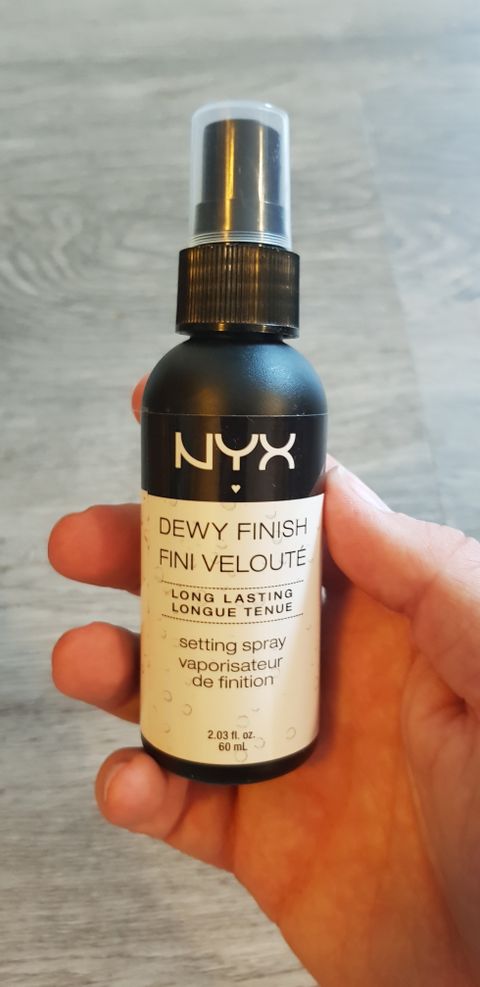 NYX
DEWY FINISH
FINI VELOUTÉ
LONG LASTING
LONGUE TENUE
setting spray
vaporisateur
de finition
2.03 fl. oz.
60 mL